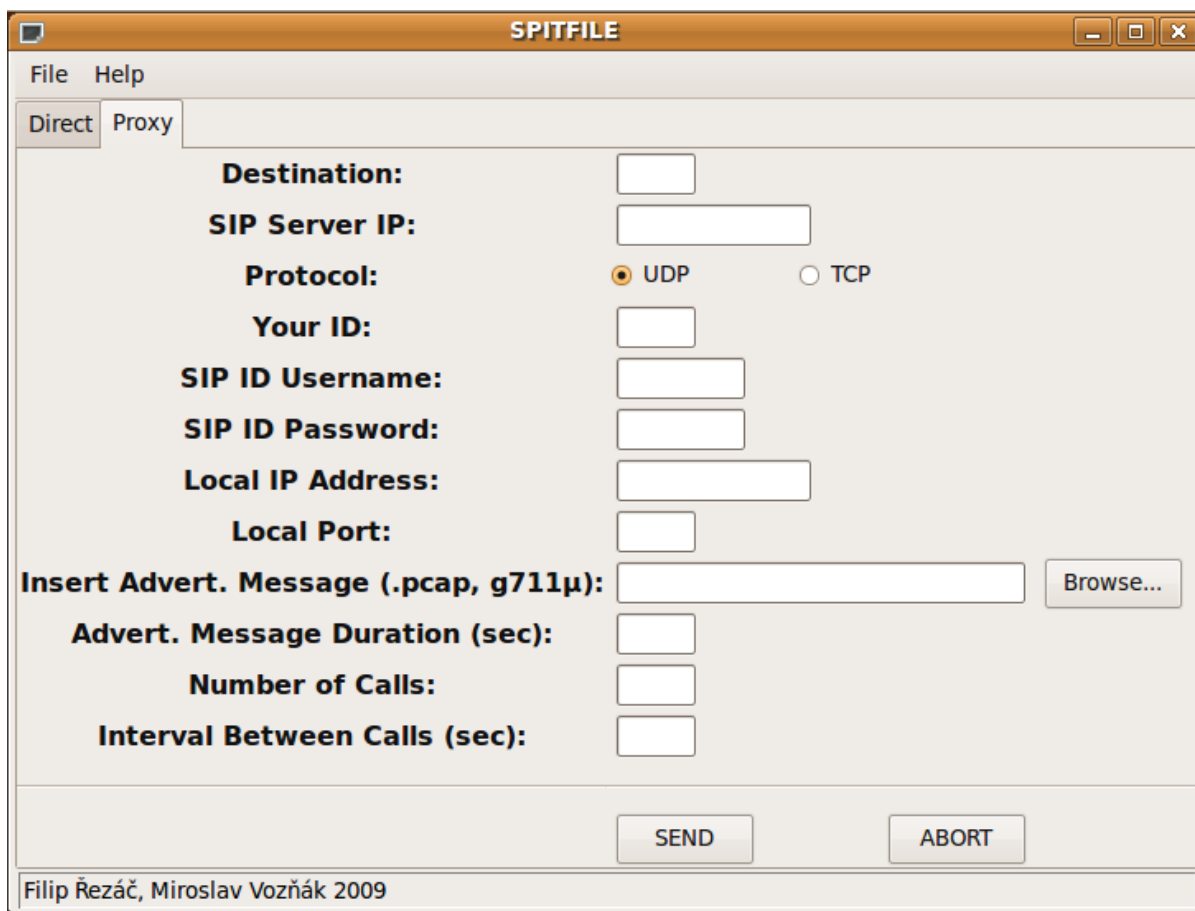 SPITFILE
File Help
Direct Proxy
Destination:
SIP Server IP:
Protocol: UDP TCP
Your ID:
SIP ID Username:
SIP ID Password:
Local IP Address:
Local Port:
Insert Advert. Message (.pcap, g711µ): Browse...
Advert. Message Duration (sec):
Number of Calls:
Interval Between Calls (sec):
SEND ABORT
Filip Řezáč, Miroslav Vozňák 2009